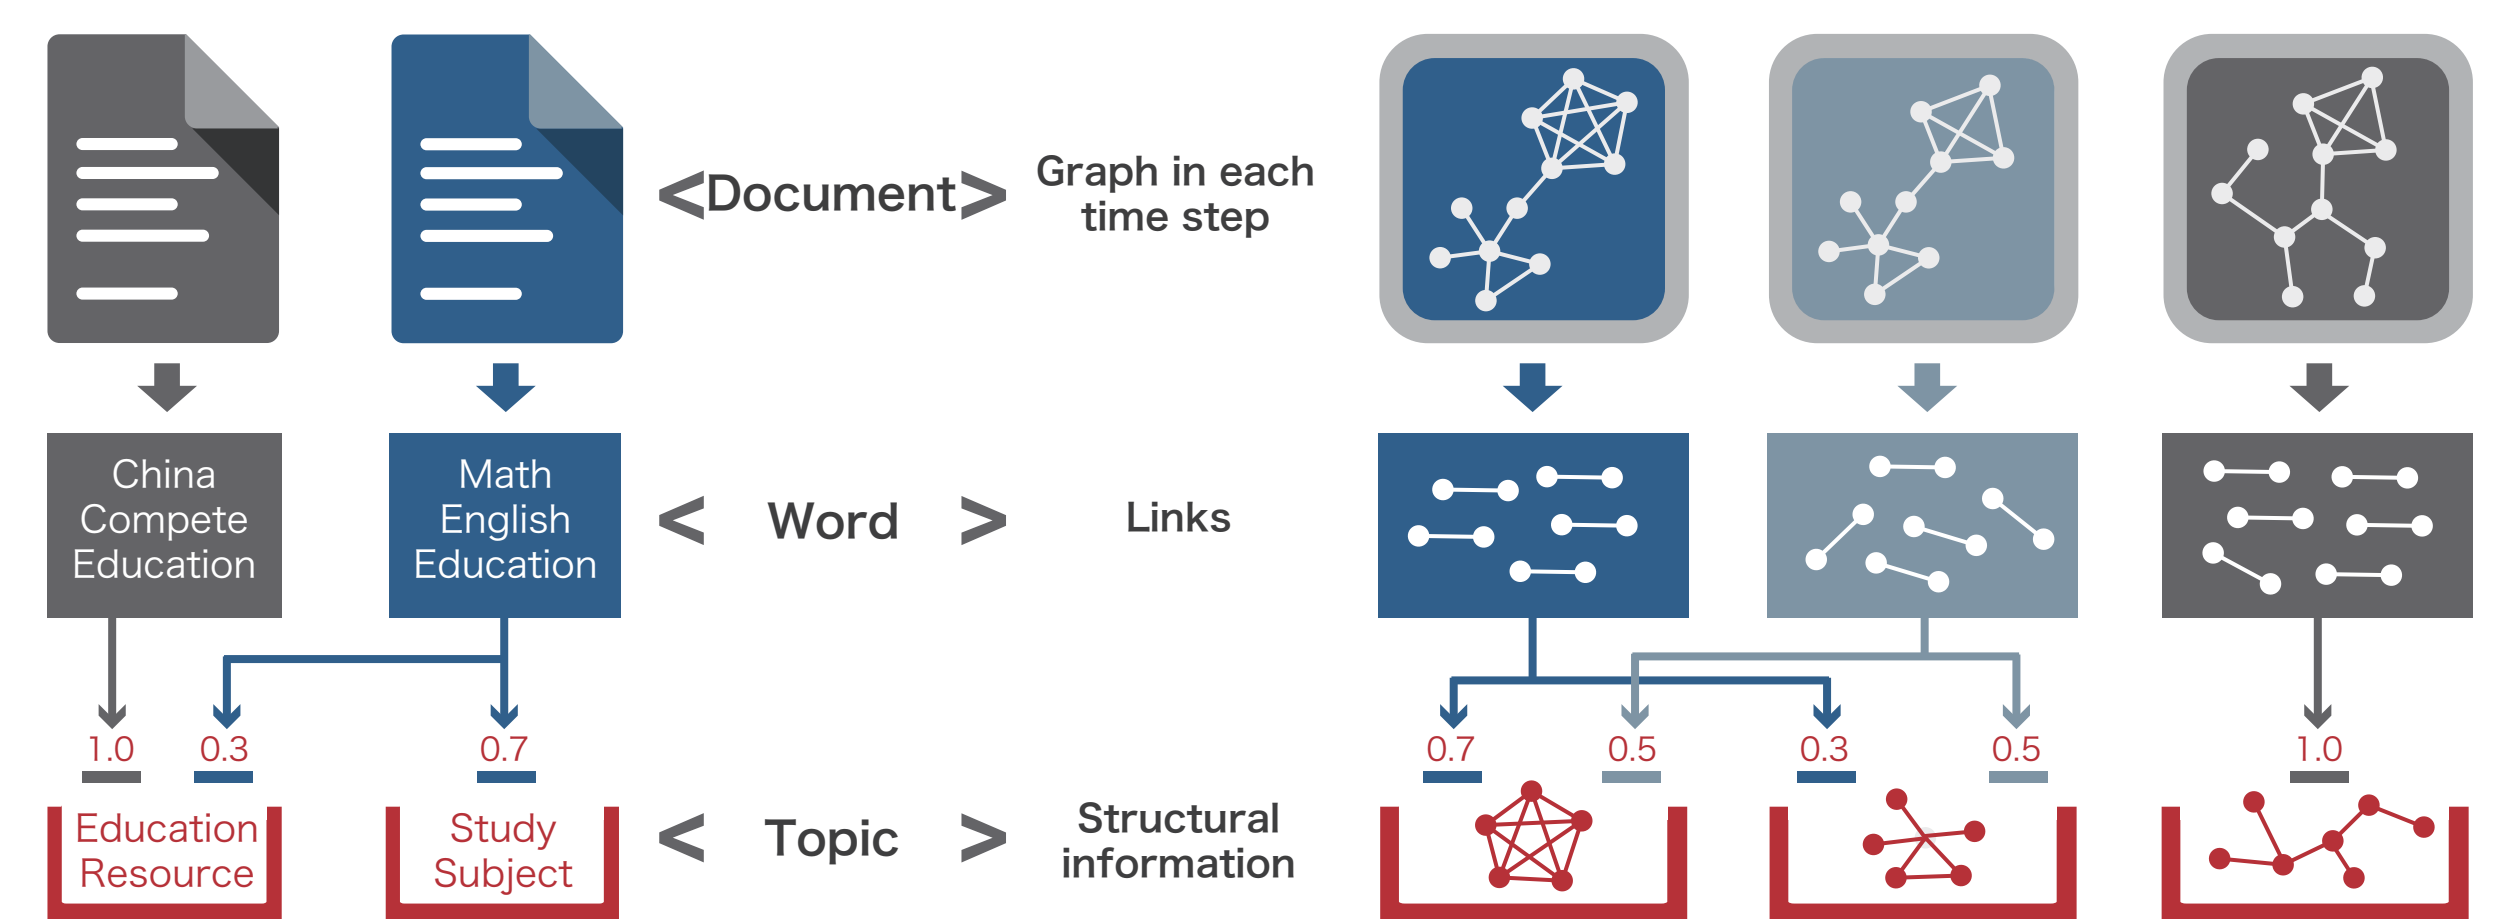 < Document >
Graph in each
time step
China
Compete
Education
Math
English
Education
< Word >
Links
1.0
0.3
0.7
0.7
0.5
0.3
0.5
1.0
Education
Resource
Study
Subject
< Topic >
Structural
information